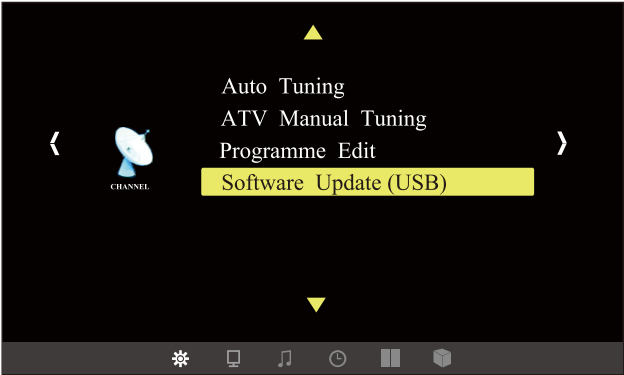 Auto Tuning
ATV Manual Tuning
Programme Edit
CHANNEL
Software Update (USB)